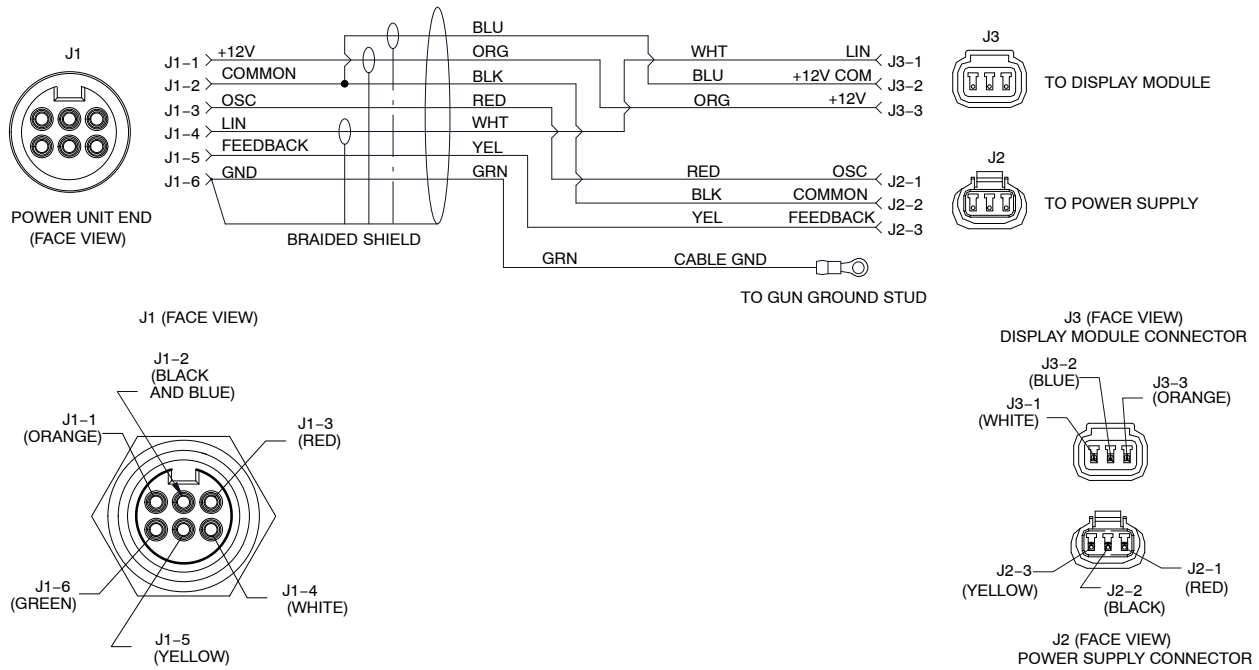 J1
POWER UNIT END
(FACE VIEW)
J1–1 +12V ORG
BLU
J1–2 COMMON BLK
J1–3 OSC RED
J1–4 LIN WHT
J1–5 FEEDBACK YEL
J1–6 GND GRN
BRAIDED SHIELD
WHT LIN J3–1
BLU +12V COM J3–2
ORG +12V J3–3
J3
TO DISPLAY MODULE
RED OSC J2–1
BLK COMMON J2–2
YEL FEEDBACK J2–3
J2
TO POWER SUPPLY
GRN CABLE GND
TO GUN GROUND STUD
J1 (FACE VIEW)
J1–2
(BLACK
AND BLUE)
J1–1
(ORANGE)
J1–3
(RED)
J1–6
(GREEN)
J1–4
(WHITE)
J1–5
(YELLOW)
J3 (FACE VIEW)
DISPLAY MODULE CONNECTOR
J3–2
(BLUE)
J3–3
(ORANGE)
J3–1
(WHITE)
J2–3
(YELLOW)
J2–2
(BLACK)
J2–1
(RED)
J2 (FACE VIEW)
POWER SUPPLY CONNECTOR